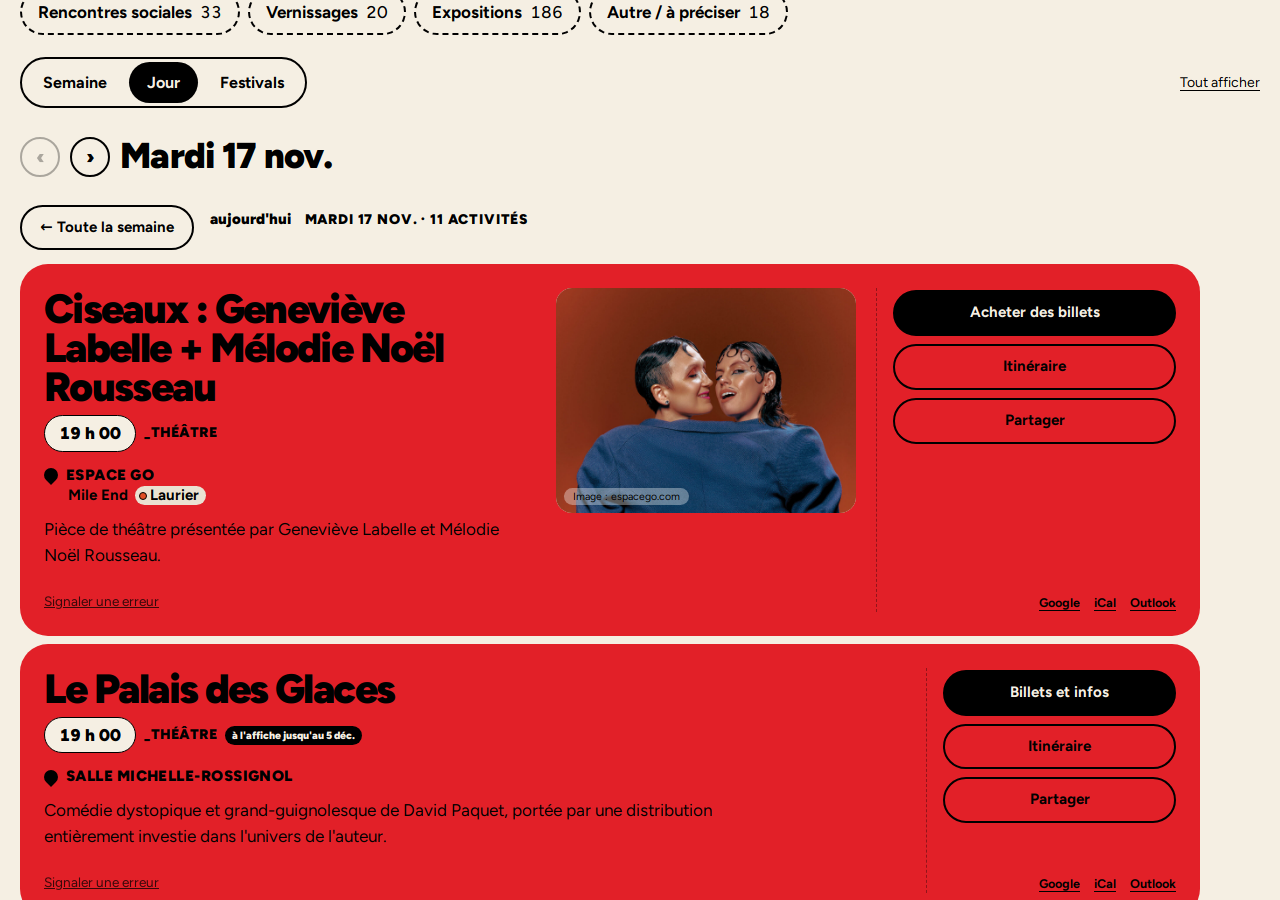 Rencontres sociales 33
Vernissages 20
Expositions 186
Autre / à préciser 18
Semaine
Jour
Festivals
Tout afficher
‹
›
Mardi 17 nov.
← Toute la semaine
aujourd'hui
MARDI 17 NOV. · 11 ACTIVITÉS
Ciseaux : Geneviève
Labelle + Mélodie Noël
Rousseau
19 h 00
_THÉÂTRE
ESPACE GO
Mile End
Laurier
Pièce de théâtre présentée par Geneviève Labelle et Mélodie
Noël Rousseau.
Signaler une erreur
Image : espacego.com
Acheter des billets
Itinéraire
Partager
Google
iCal
Outlook
Le Palais des Glaces
19 h 00
_THÉÂTRE
à l'affiche jusqu'au 5 déc.
SALLE MICHELLE-ROSSIGNOL
Comédie dystopique et grand-guignolesque de David Paquet, portée par une distribution
entièrement investie dans l'univers de l'auteur.
Signaler une erreur
Billets et infos
Itinéraire
Partager
Google
iCal
Outlook